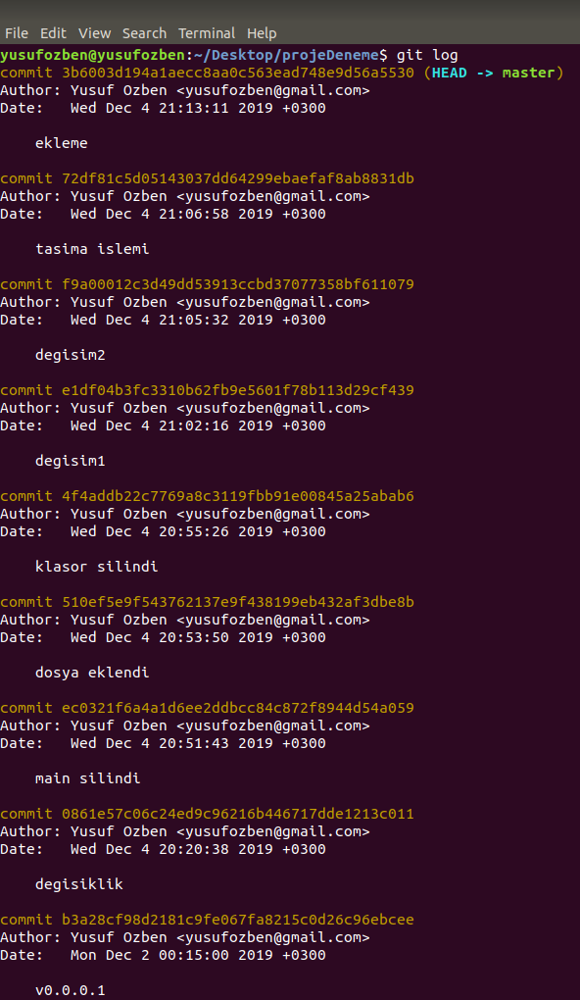 File Edit View Search Terminal Help
yusufozben@yusufozben:~/Desktop/projeDeneme$ git log
commit 3b6003d194a1aecc8aa0c563ead748e9d56a5530 (HEAD -> master)
Author: Yusuf Ozben <yusufozben@gmail.com>
Date:   Wed Dec 4 21:13:11 2019 +0300
    ekleme
commit 72df81c5d05143037dd64299ebaefaf8ab8831db
Author: Yusuf Ozben <yusufozben@gmail.com>
Date:   Wed Dec 4 21:06:58 2019 +0300
    tasima islemi
commit f9a00012c3d49dd53913ccbd37077358bf611079
Author: Yusuf Ozben <yusufozben@gmail.com>
Date:   Wed Dec 4 21:05:32 2019 +0300
    degisim2
commit e1df04b3fc3310b62fb9e5601f78b113d29cf439
Author: Yusuf Ozben <yusufozben@gmail.com>
Date:   Wed Dec 4 21:02:16 2019 +0300
    degisim1
commit 4f4addb22c7769a8c3119fbb91e00845a25abab6
Author: Yusuf Ozben <yusufozben@gmail.com>
Date:   Wed Dec 4 20:55:26 2019 +0300
    klasor silindi
commit 510ef5e9f543762137e9f438199eb432af3dbe8b
Author: Yusuf Ozben <yusufozben@gmail.com>
Date:   Wed Dec 4 20:53:50 2019 +0300
    dosya eklendi
commit ec0321f6a4a1d6ee2ddbcc84c872f8944d54a059
Author: Yusuf Ozben <yusufozben@gmail.com>
Date:   Wed Dec 4 20:51:43 2019 +0300
    main silindi
commit 0861e57c06c24ed9c96216b446717dde1213c011
Author: Yusuf Ozben <yusufozben@gmail.com>
Date:   Wed Dec 4 20:20:38 2019 +0300
    degisiklik
commit b3a28cf98d2181c9fe067fa8215c0d26c96ebcee
Author: Yusuf Ozben <yusufozben@gmail.com>
Date:   Mon Dec 2 00:15:00 2019 +0300
    v0.0.0.1